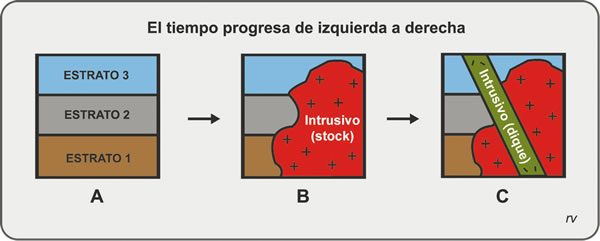 El tiempo progresa de izquierda a derecha
ESTRATO 3
ESTRATO 2
ESTRATO 1
A
Intrusivo
(stock)
B
Intrusivo (dique)
C
rv